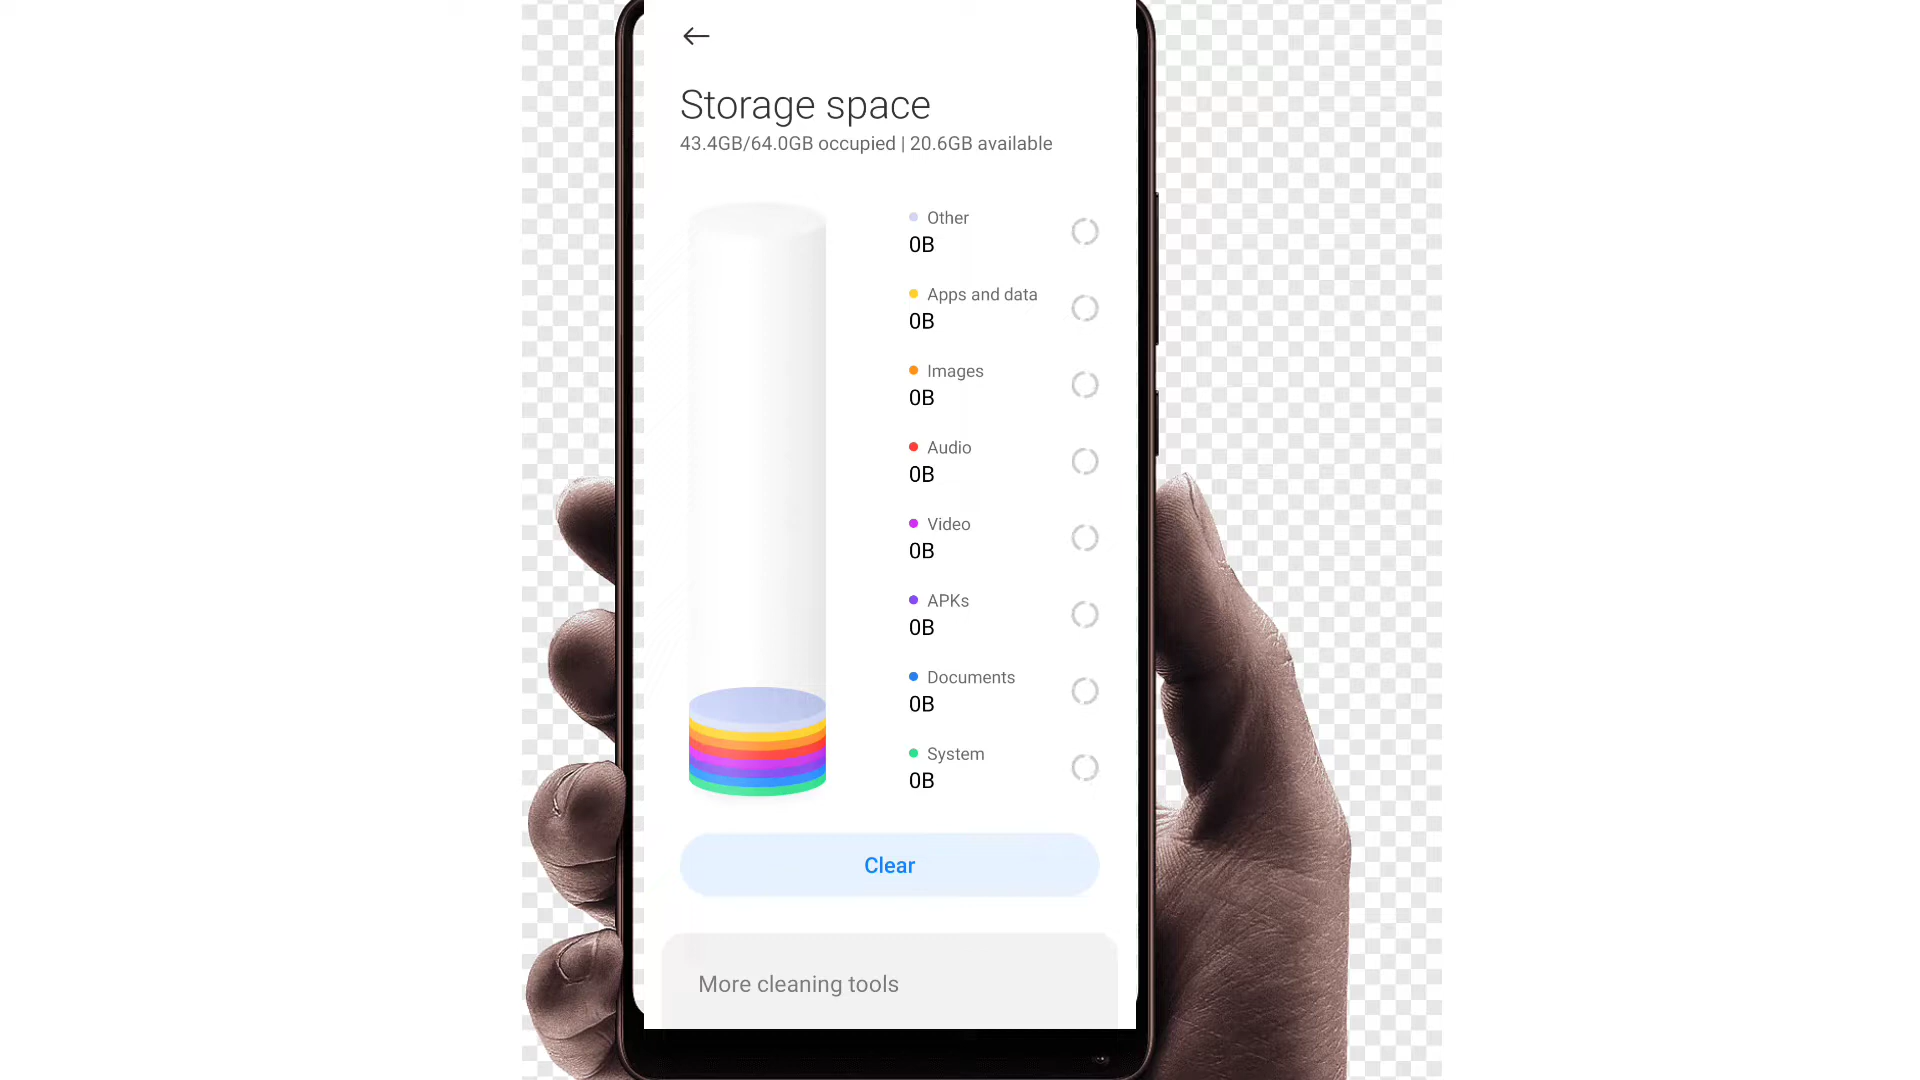 Storage space
43.4GB/64.0GB occupied | 20.6GB available
Other
0B
Apps and data
0B
Images
0B
Audio
0B
Video
0B
APKs
0B
Documents
0B
System
0B
Clear
More cleaning tools